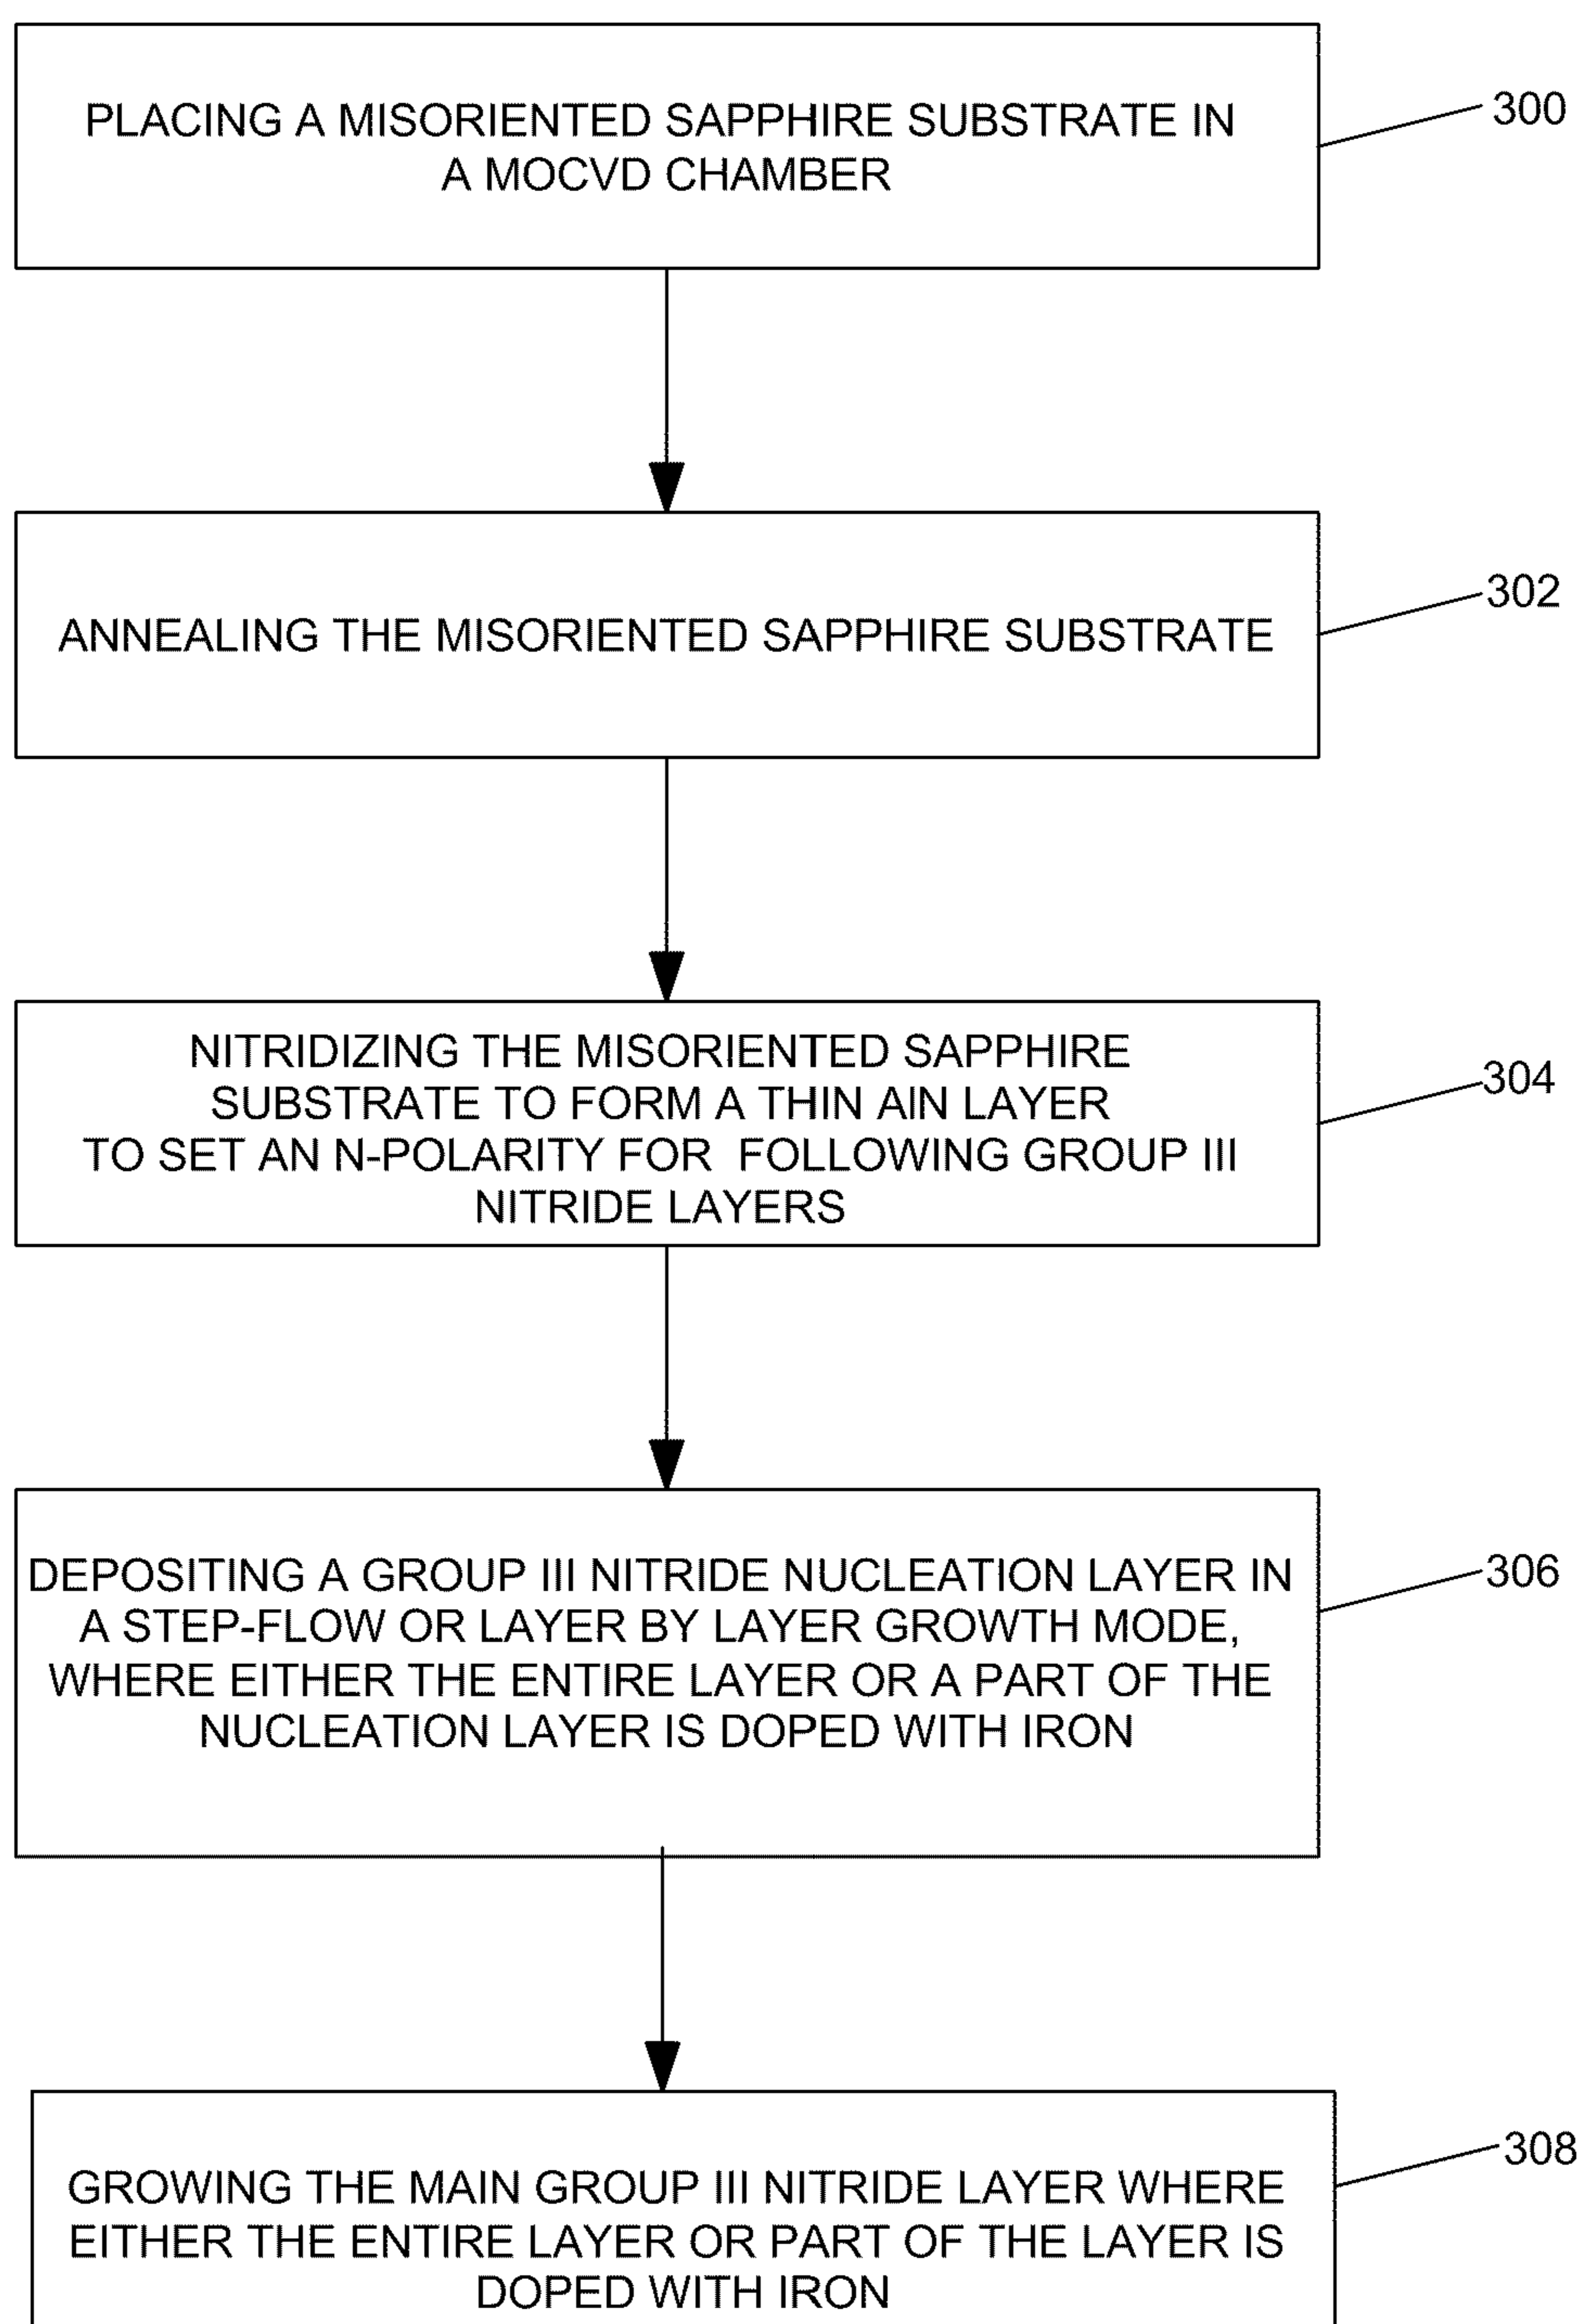 PLACING A MISORIENTED SAPPHIRE SUBSTRATE IN
A MOCVD CHAMBER
300
ANNEALING THE MISORIENTED SAPPHIRE SUBSTRATE
302
NITRIDIZING THE MISORIENTED SAPPHIRE
SUBSTRATE TO FORM A THIN AlN LAYER
TO SET AN N-POLARITY FOR FOLLOWING GROUP III
NITRIDE LAYERS
304
DEPOSITING A GROUP III NITRIDE NUCLEATION LAYER IN
A STEP-FLOW OR LAYER BY LAYER GROWTH MODE,
WHERE EITHER THE ENTIRE LAYER OR A PART OF THE
NUCLEATION LAYER IS DOPED WITH IRON
306
GROWING THE MAIN GROUP III NITRIDE LAYER WHERE
EITHER THE ENTIRE LAYER OR PART OF THE LAYER IS
DOPED WITH IRON
308